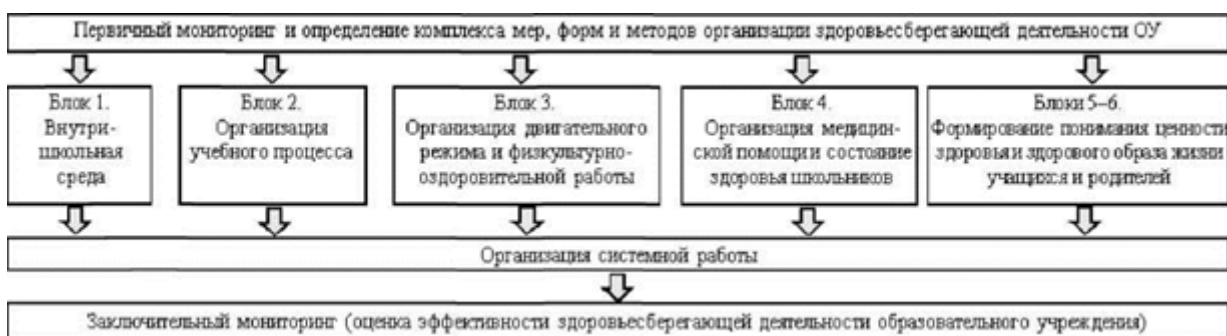 Первичный мониторинг и определение комплекса мер, форм и методов организации здоровьесберегающей деятельности ОУ
Блок 1.
Внутри-
школьная
среда
Блок 2.
Организация
учебного процесса
Блок 3.
Организация двигательного
режима и физкультурно-
оздоровительной работы
Блок 4.
Организация медицин-
ской помощи и состояние
здоровья школьников
Блоки 5–6.
Формирование понимания ценности
здоровья и здорового образа жизни
учащихся и родителей
Организация системной работы
Заключительный мониторинг (оценка эффективности здоровьесберегающей деятельности образовательного учреждения)